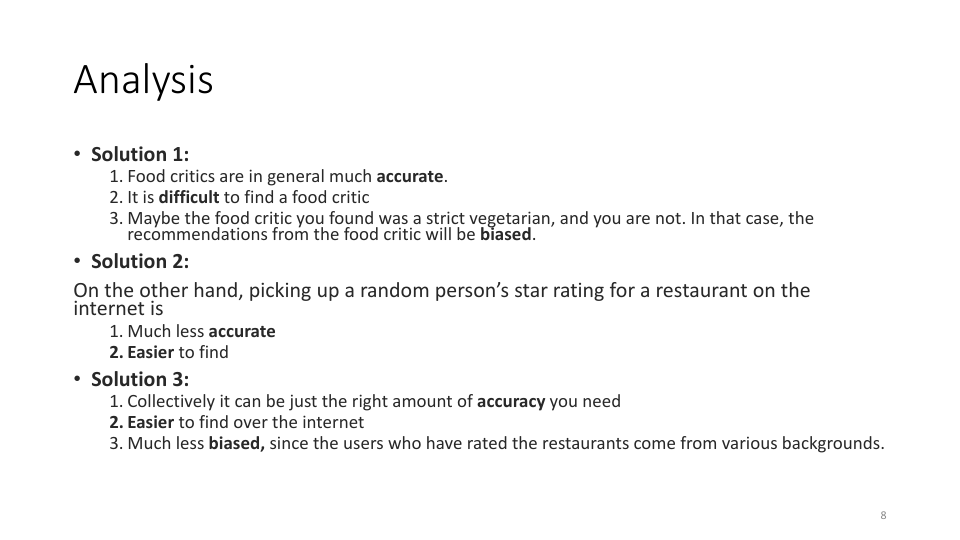 Analysis
• Solution 1:
1. Food critics are in general much accurate.
2. It is difficult to find a food critic
3. Maybe the food critic you found was a strict vegetarian, and you are not. In that case, the
recommendations from the food critic will be biased.
• Solution 2:
On the other hand, picking up a random person’s star rating for a restaurant on the
internet is
1. Much less accurate
2. Easier to find
• Solution 3:
1. Collectively it can be just the right amount of accuracy you need
2. Easier to find over the internet
3. Much less biased, since the users who have rated the restaurants come from various backgrounds.
8